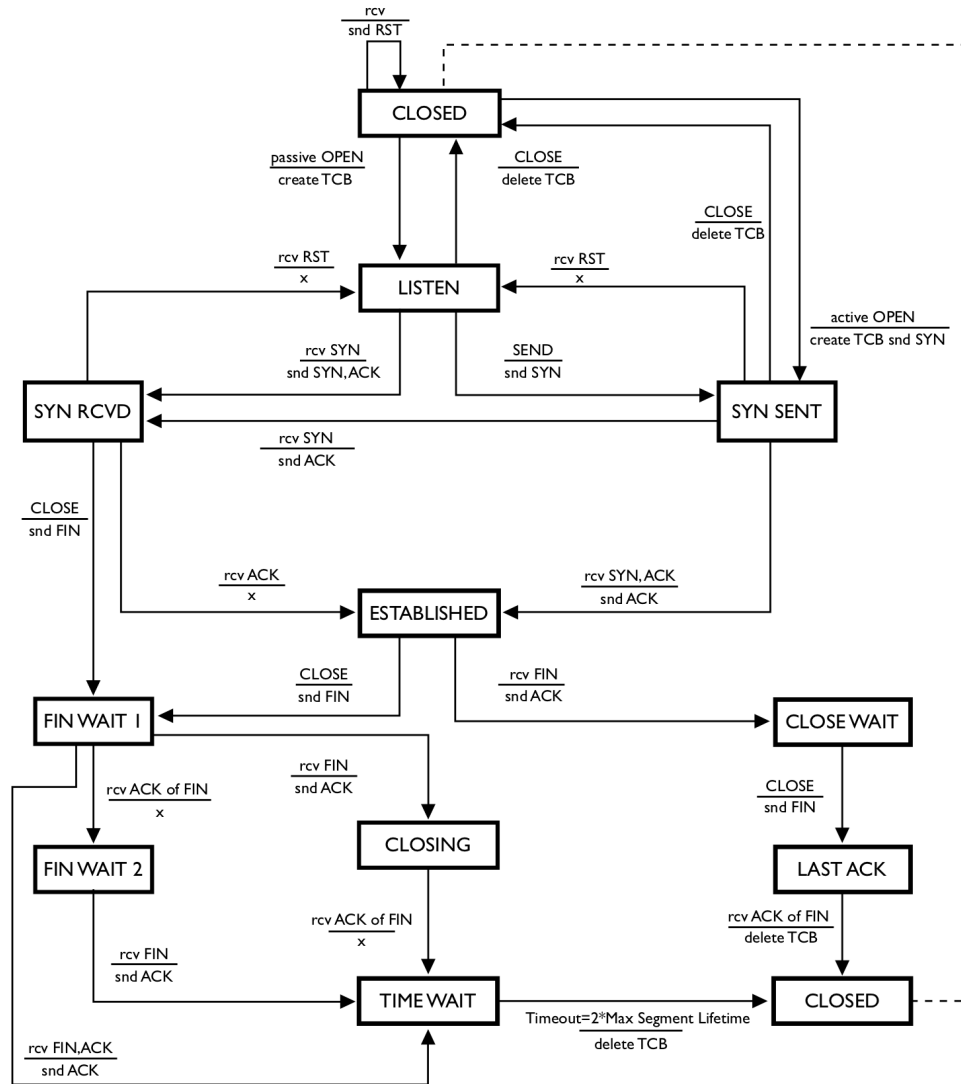 rcv
snd RST
CLOSED
passive OPEN
create TCB
CLOSE
delete TCB
CLOSE
delete TCB
rcv RST
x
LISTEN
rcv RST
x
active OPEN
create TCB snd SYN
rcv SYN
snd SYN, ACK
SEND
snd SYN
SYN RCVD
SYN SENT
rcv SYN
snd ACK
CLOSE
snd FIN
rcv ACK
x
rcv SYN, ACK
snd ACK
ESTABLISHED
CLOSE
snd FIN
rcv FIN
snd ACK
FIN WAIT 1
CLOSE WAIT
rcv FIN
snd ACK
rcv ACK of FIN
x
CLOSE
snd FIN
CLOSING
FIN WAIT 2
LAST ACK
rcv ACK of FIN
x
rcv ACK of FIN
delete TCB
rcv FIN
snd ACK
TIME WAIT
CLOSED
Timeout=2*Max Segment Lifetime
delete TCB
rcv FIN,ACK
snd ACK